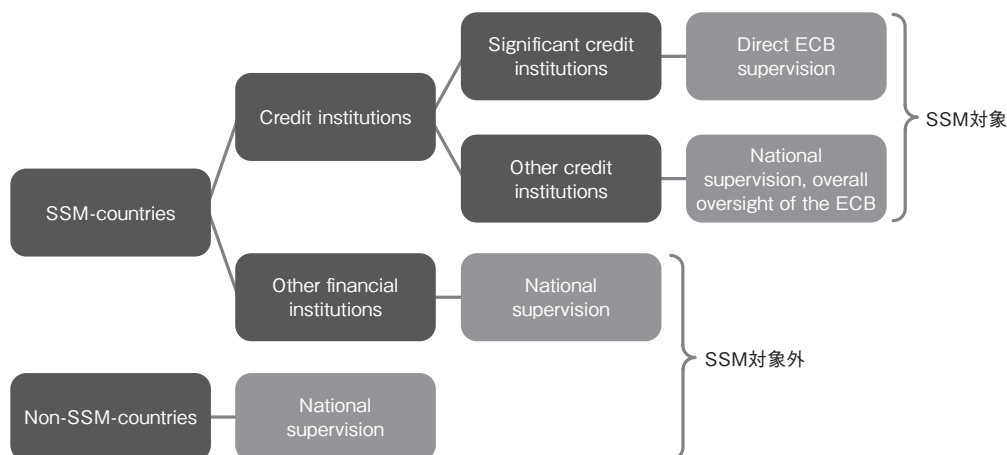 Significant credit
institutions
Direct ECB
supervision
Credit institutions
SSM対象
Other credit
institutions
National
supervision, overall
oversight of the ECB
SSM-countries
Other financial
institutions
National
supervision
SSM対象外
Non-SSM-countries
National
supervision